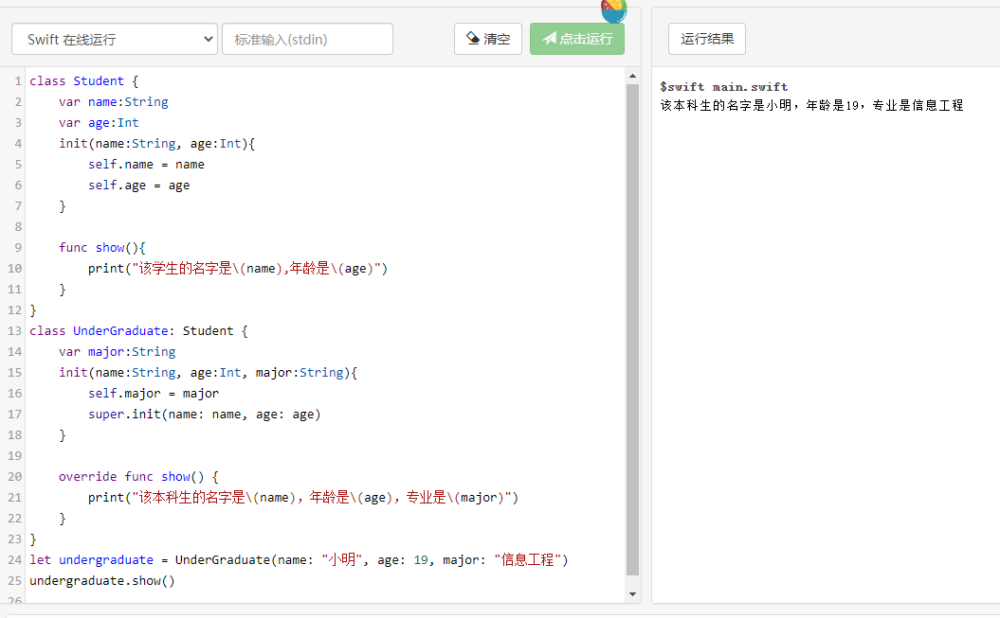 Swift 在线运行 标准输入(stdin) 清空 点击运行 运行结果
1 class Student {
2 var name:String
3 var age:Int
4 init(name:String, age:Int){
5 self.name = name
6 self.age = age
7 }
8
9 func show(){
10 print("该学生的名字是\(name),年龄是\(age)")
11 }
12 }
13 class UnderGraduate: Student {
14 var major:String
15 init(name:String, age:Int, major:String){
16 self.major = major
17 super.init(name: name, age: age)
18 }
19
20 override func show() {
21 print("该本科生的名字是\(name)，年龄是\(age)，专业是\(major)")
22 }
23 }
24 let undergraduate = UnderGraduate(name: "小明", age: 19, major: "信息工程")
25 undergraduate.show()
26
$swift main.swift
该本科生的名字是小明，年龄是19，专业是信息工程